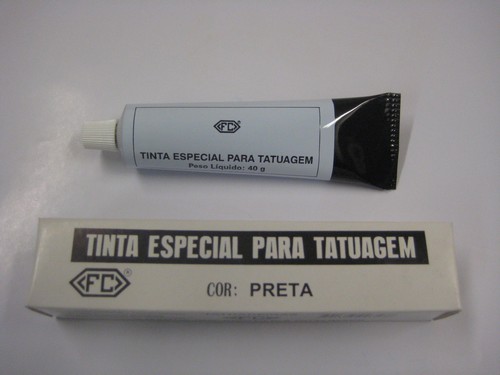 FC
TINTA ESPECIAL PARA TATUAGEM
Peso Líquido: 40 g
TINTA ESPECIAL PARA TATUAGEM
FC®
COR: PRETA